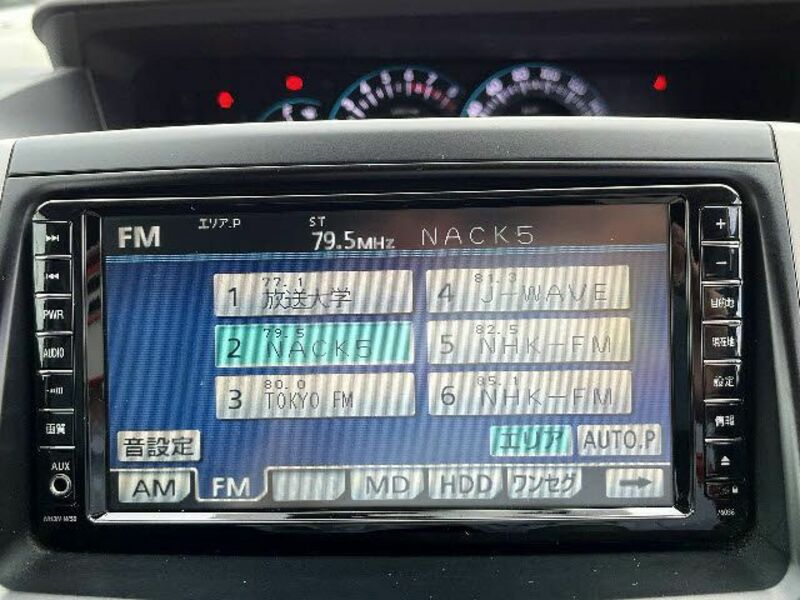 FM エリア.P ST 79.5MHz NACK5
1 77.1 放送大学
4 81.3 J-WAVE
2 79.5 NACK5
5 82.5 NHK-FM
3 80.0 TOKYO FM
6 85.1 NHK-FM
音設定 エリア AUTO.P
AM FM MD HDD ワンセグ
PWR
AUDIO
画質
AUX
+
−
目的地
現在地
設定
情報